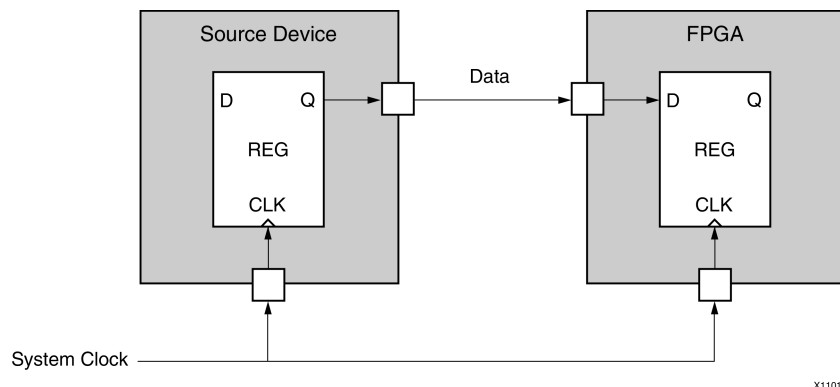 Source Device
FPGA
Data
D Q
REG
CLK
D Q
REG
CLK
System Clock